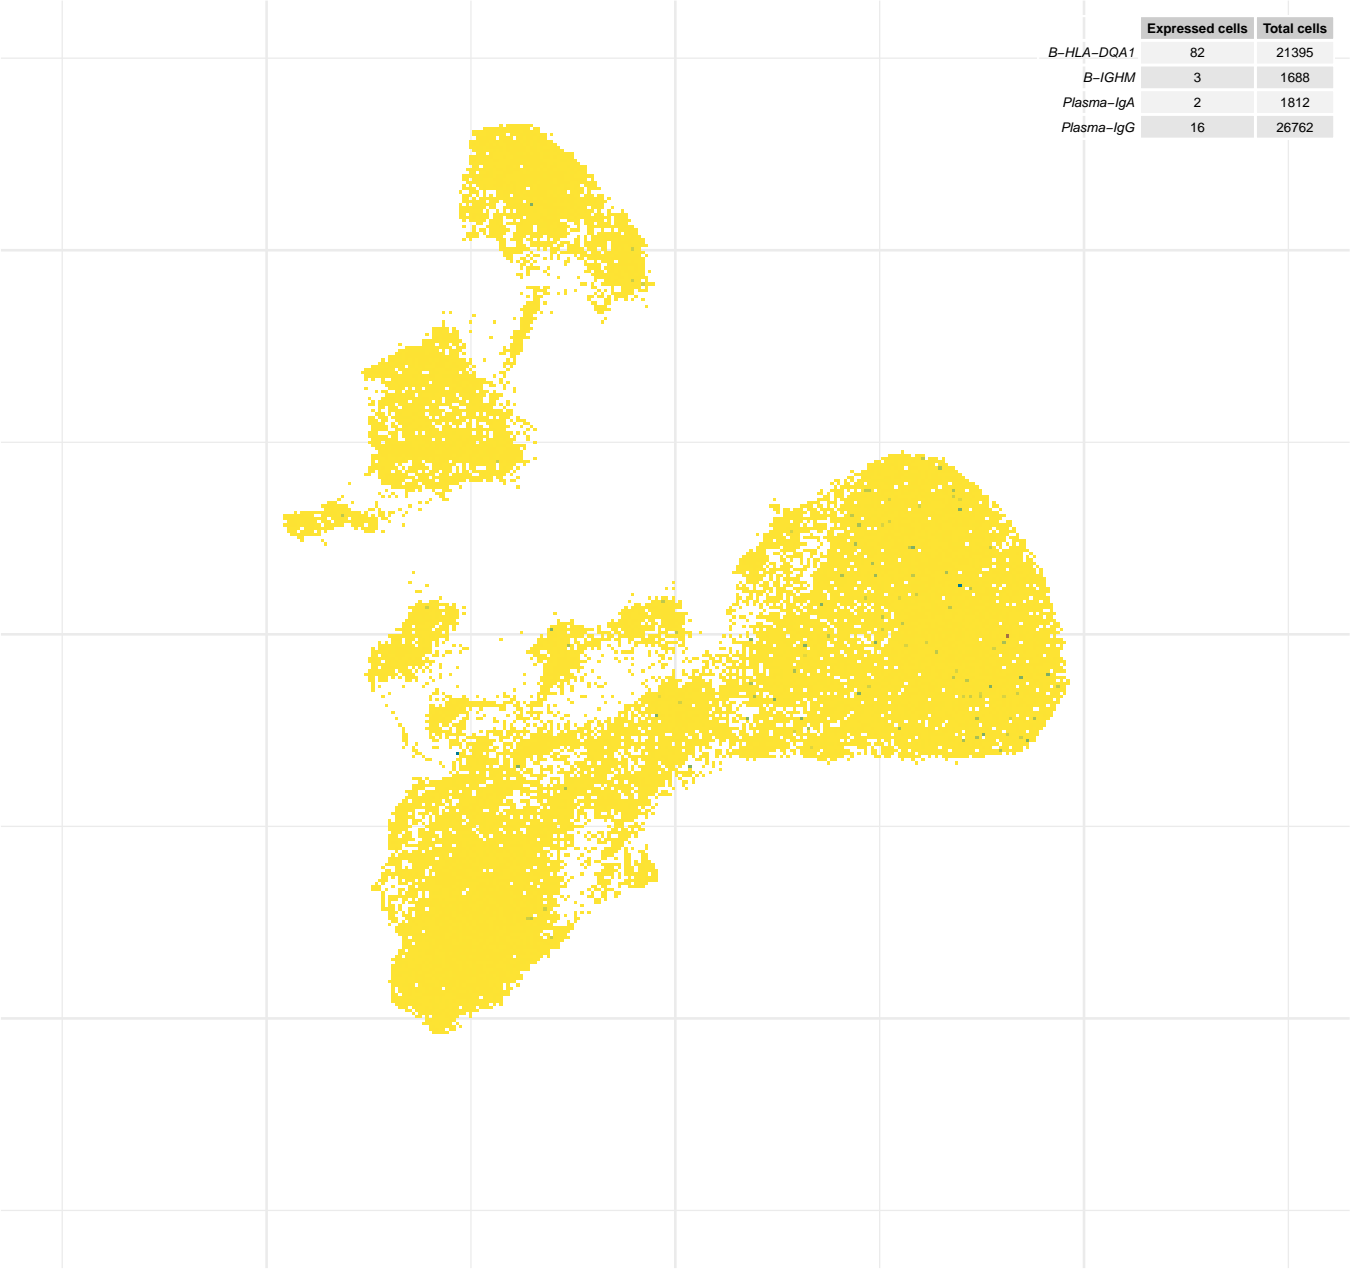 Expressed cells Total cells
B−HLA−DQA1 82 21395
B−IGHM 3 1688
Plasma−IgA 2 1812
Plasma−IgG 16 26762